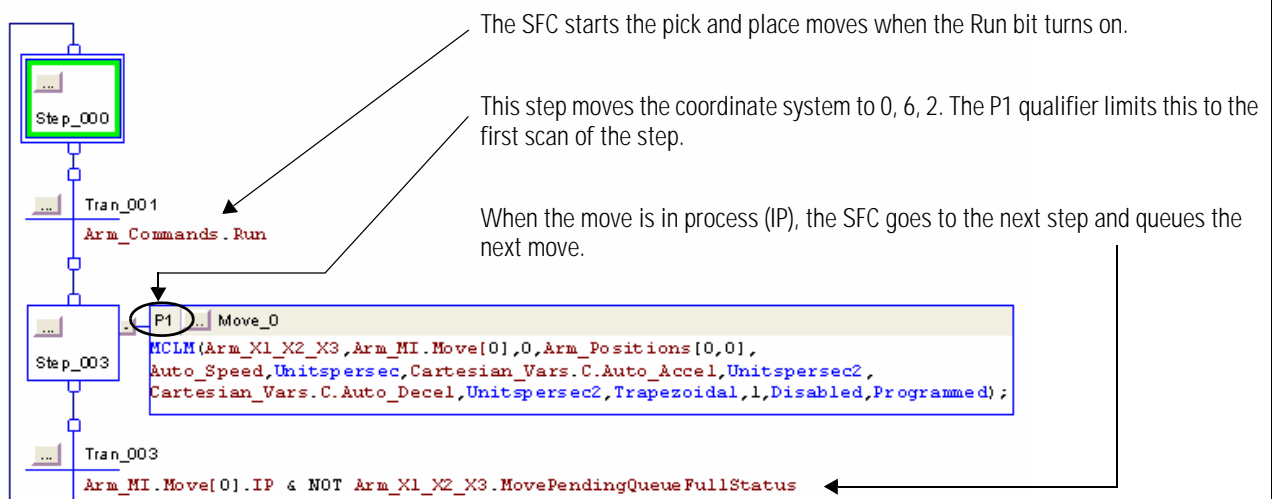 The SFC starts the pick and place moves when the Run bit turns on.
...
Step_000
This step moves the coordinate system to 0, 6, 2. The P1 qualifier limits this to the
first scan of the step.
... Tran_001
Arm_Commands.Run
When the move is in process (IP), the SFC goes to the next step and queues the
next move.
P1 ... Move_0
...
Step_003
MCLM(Arm_X1_X2_X3,Arm_MI.Move[0],0,Arm_Positions[0,0],
Auto_Speed,Unitspersec,Cartesian_Vars.C.Auto_Accel,Unitspersec2,
Cartesian_Vars.C.Auto_Decel,Unitspersec2,Trapezoidal,1,Disabled,Programmed);
... Tran_003
Arm_MI.Move[0].IP & NOT Arm_X1_X2_X3.MovePendingQueueFullStatus